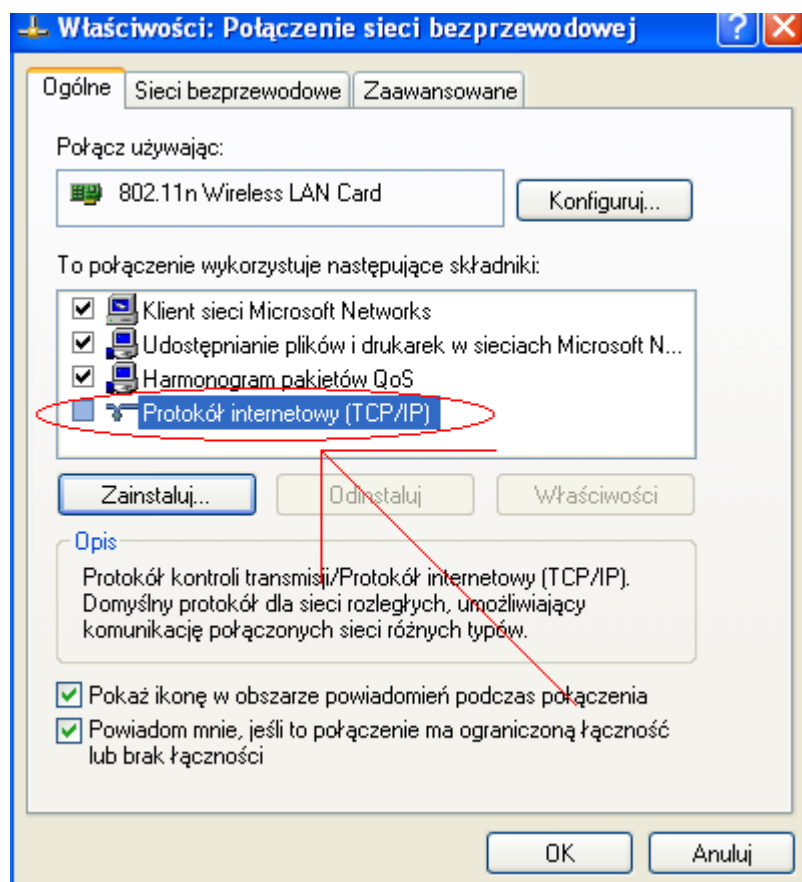 Właściwości: Połączenie sieci bezprzewodowej
Ogólne Sieci bezprzewodowe Zaawansowane
Połącz używając:
802.11n Wireless LAN Card
Konfiguruj...
To połączenie wykorzystuje następujące składniki:
Klient sieci Microsoft Networks
Udostępnianie plików i drukarek w sieciach Microsoft N...
Harmonogram pakietów QoS
Protokół internetowy (TCP/IP)
Zainstaluj... Odinstaluj Właściwości
Opis
Protokół kontroli transmisji/Protokół internetowy (TCP/IP).
Domyślny protokół dla sieci rozległych, umożliwiający
komunikację połączonych sieci różnych typów.
Pokaż ikonę w obszarze powiadomień podczas połączenia
Powiadom mnie, jeśli to połączenie ma ograniczoną łączność
lub brak łączności
OK Anuluj